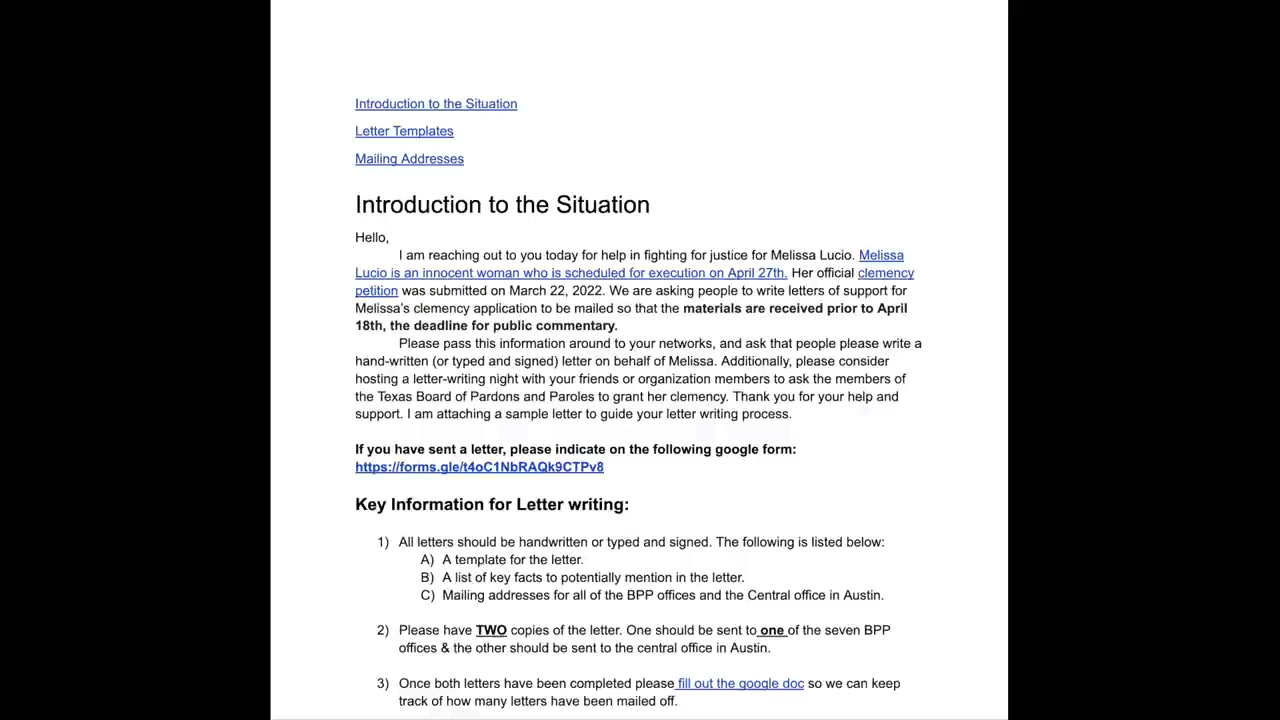 Introduction to the Situation
Letter Templates
Mailing Addresses
Introduction to the Situation
Hello,
I am reaching out to you today for help in fighting for justice for Melissa Lucio. Melissa
Lucio is an innocent woman who is scheduled for execution on April 27th. Her official clemency
petition was submitted on March 22, 2022. We are asking people to write letters of support for
Melissa's clemency application to be mailed so that the materials are received prior to April
18th, the deadline for public commentary.
Please pass this information around to your networks, and ask that people please write a
hand-written (or typed and signed) letter on behalf of Melissa. Additionally, please consider
hosting a letter-writing night with your friends or organization members to ask the members of
the Texas Board of Pardons and Paroles to grant her clemency. Thank you for your help and
support. I am attaching a sample letter to guide your letter writing process.
If you have sent a letter, please indicate on the following google form:
https://forms.gle/t4oC1NbRAQk9CTPv8
Key Information for Letter writing:
1) All letters should be handwritten or typed and signed. The following is listed below:
A) A template for the letter.
B) A list of key facts to potentially mention in the letter.
C) Mailing addresses for all of the BPP offices and the Central office in Austin.
2) Please have TWO copies of the letter. One should be sent to one of the seven BPP
offices & the other should be sent to the central office in Austin.
3) Once both letters have been completed please fill out the google doc so we can keep
track of how many letters have been mailed off.